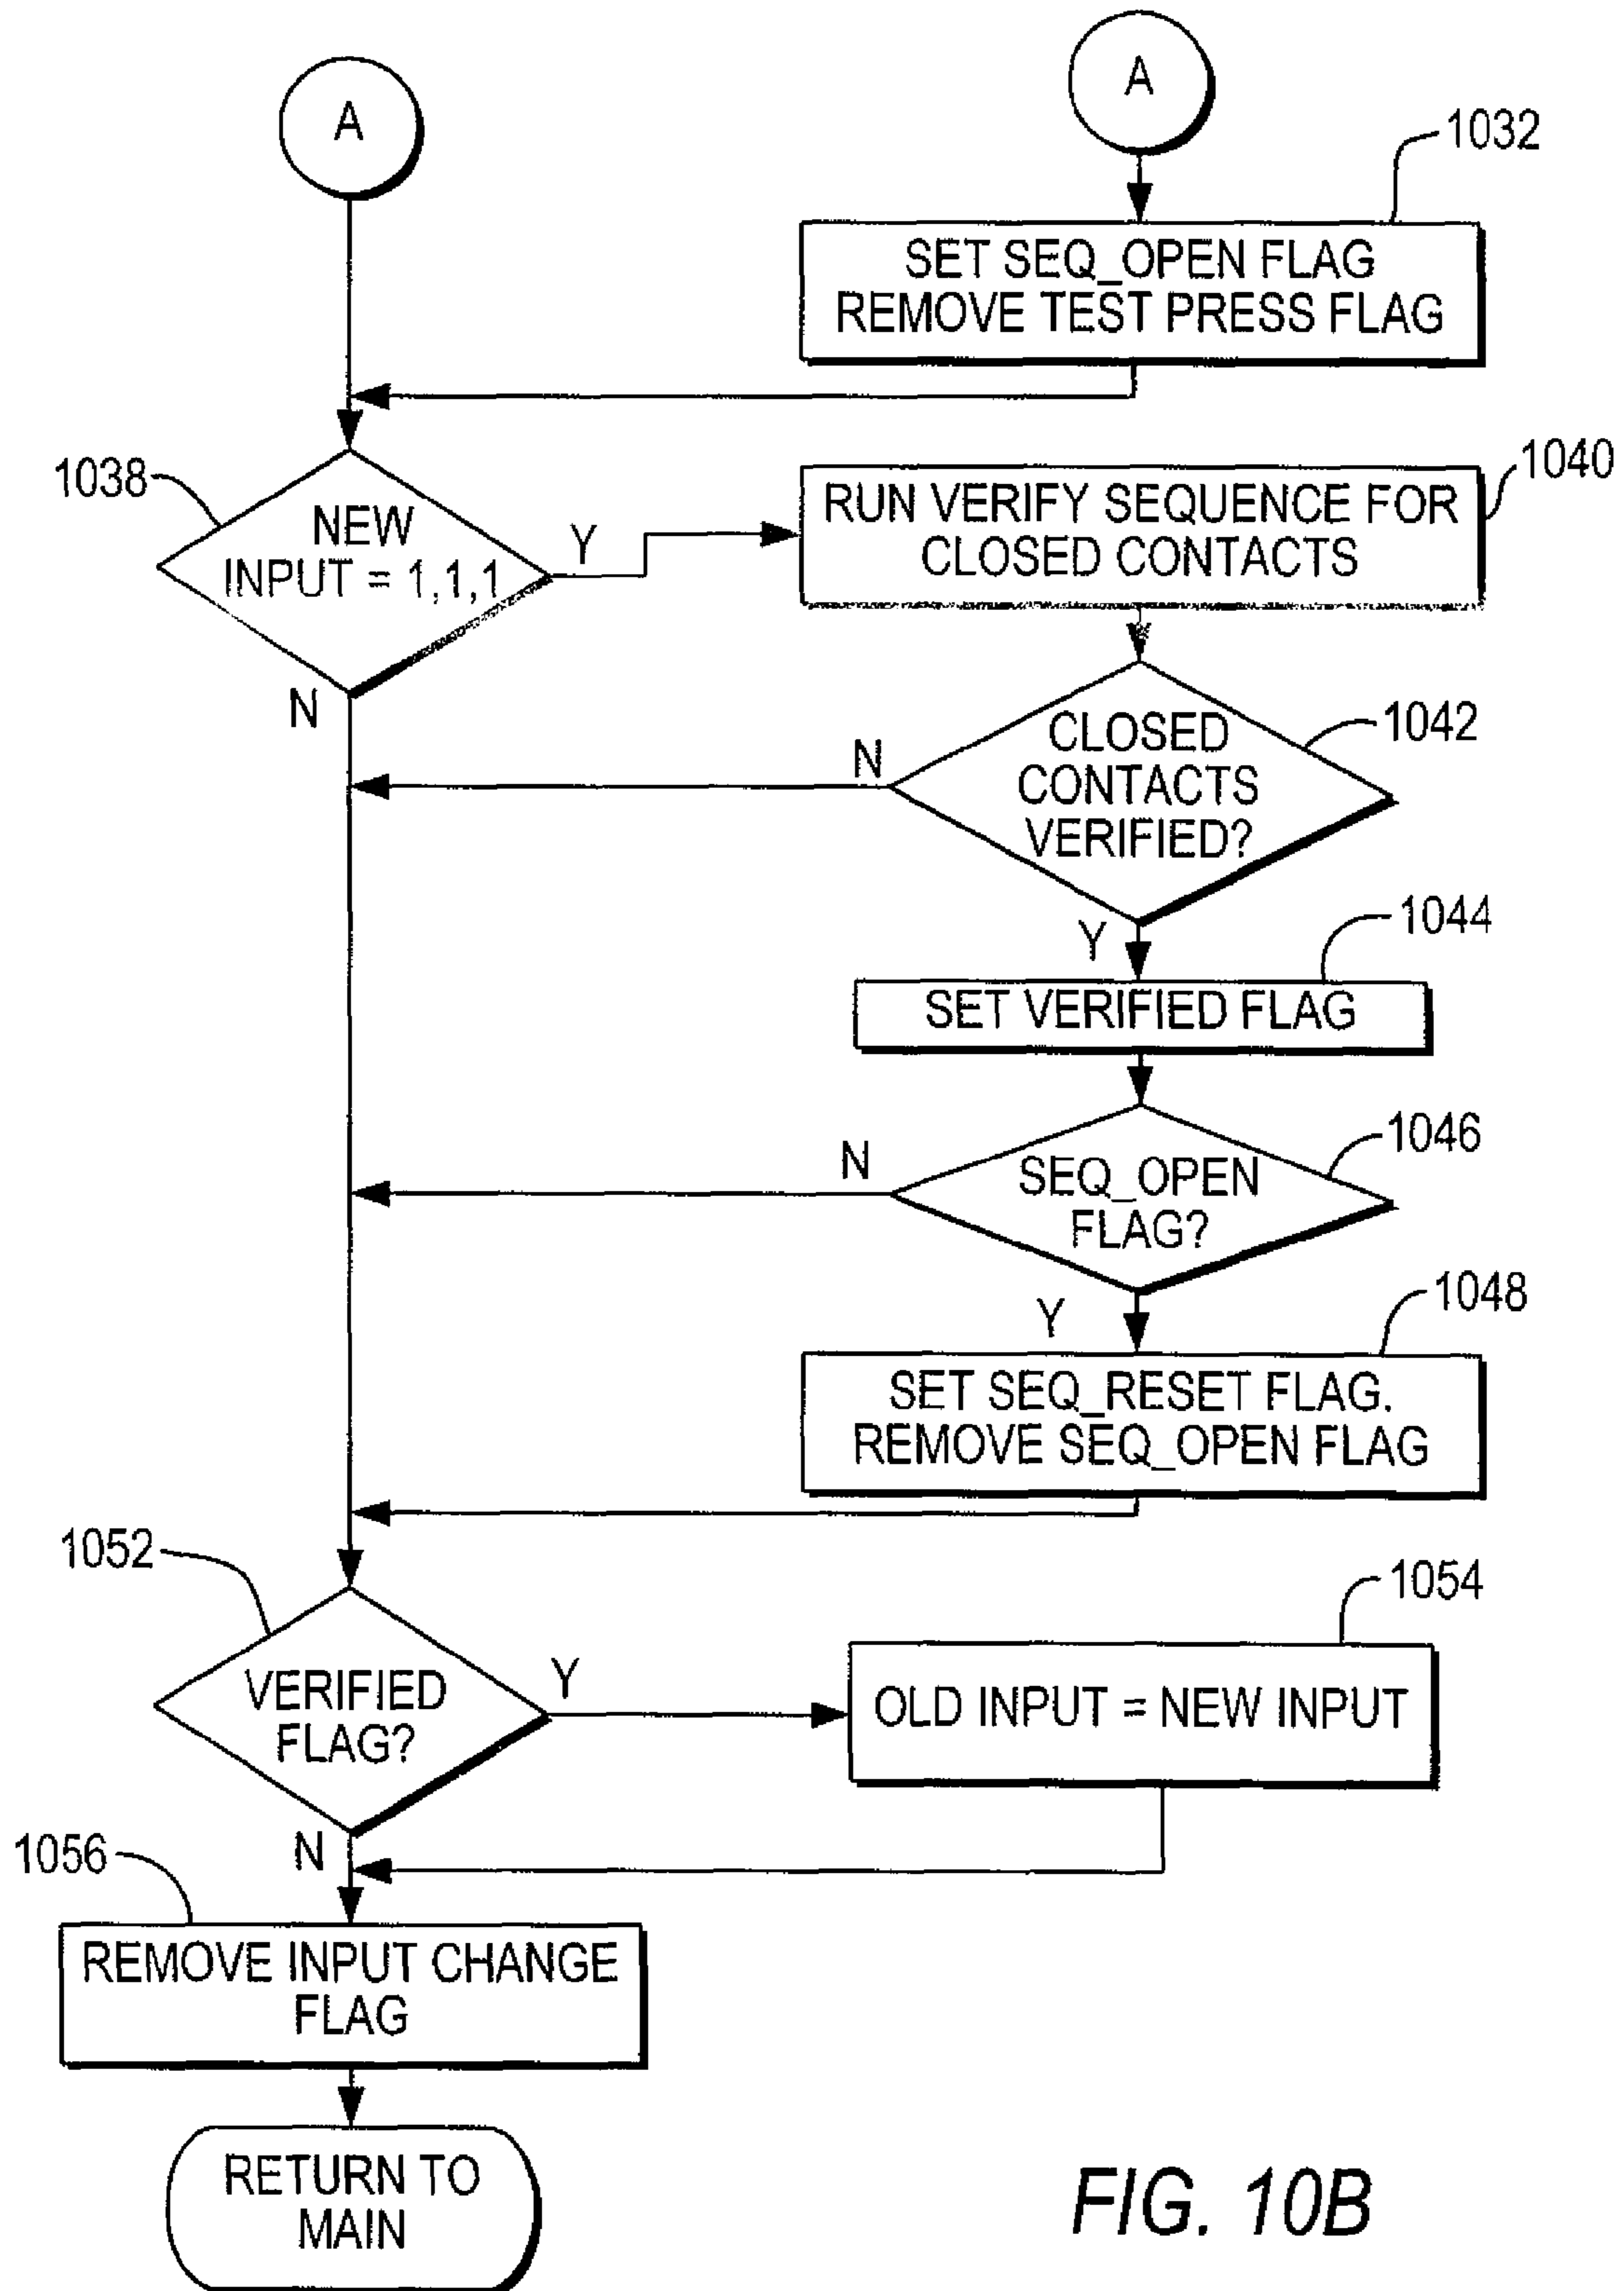 A
A
1032
SET SEQ_OPEN FLAG
REMOVE TEST PRESS FLAG
1038
NEW
INPUT = 1,1,1
Y
N
1040
RUN VERIFY SEQUENCE FOR
CLOSED CONTACTS
1042
CLOSED
CONTACTS
VERIFIED?
N
Y
1044
SET VERIFIED FLAG
1046
SEQ_OPEN
FLAG?
N
Y
1048
SET SEQ_RESET FLAG.
REMOVE SEQ_OPEN FLAG
1052
VERIFIED
FLAG?
Y
N
1054
OLD INPUT = NEW INPUT
1056
REMOVE INPUT CHANGE
FLAG
RETURN TO
MAIN
FIG. 10B